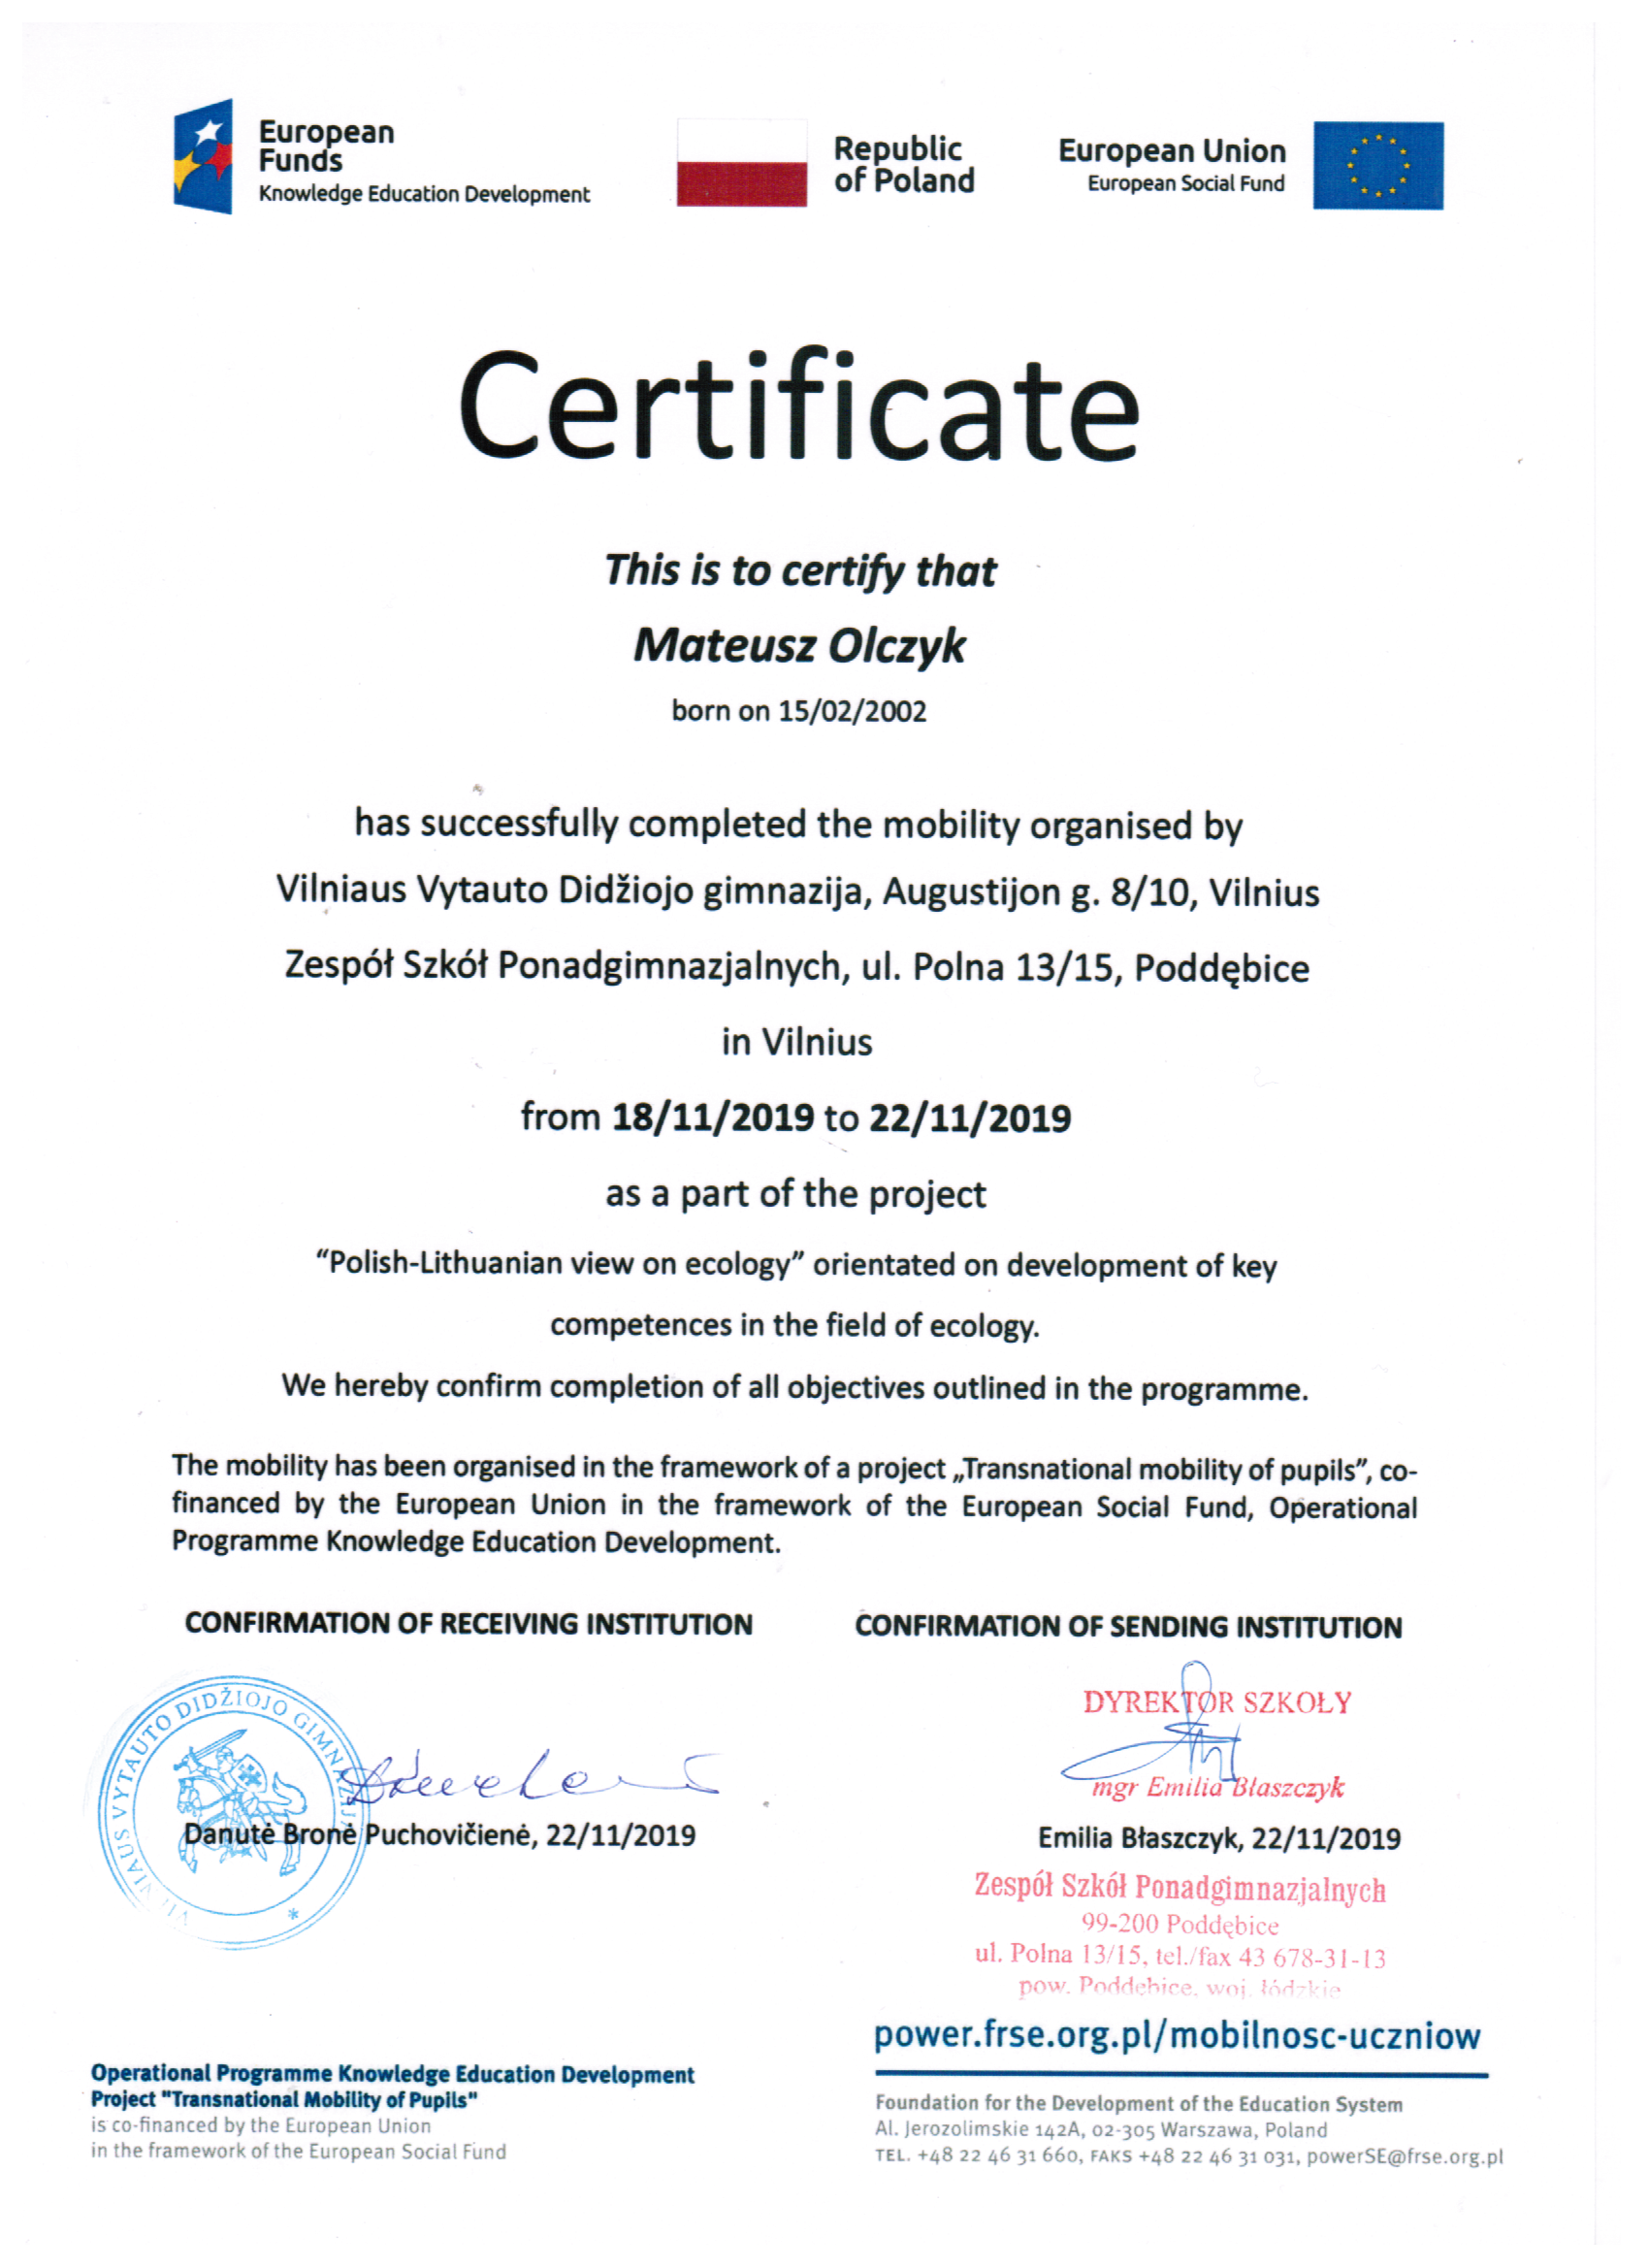 European
Funds
Knowledge Education Development
Republic
of Poland
European Union
European Social Fund
Certificate
This is to certify that
Mateusz Olczyk
born on 15/02/2002
has successfully completed the mobility organised by
Vilniaus Vytauto Didžiojo gimnazija, Augustijon g. 8/10, Vilnius
Zespół Szkół Ponadgimnazjalnych, ul. Polna 13/15, Poddębice
in Vilnius
from 18/11/2019 to 22/11/2019
as a part of the project
“Polish-Lithuanian view on ecology” orientated on development of key
competences in the field of ecology.
We hereby confirm completion of all objectives outlined in the programme.
The mobility has been organised in the framework of a project „Transnational mobility of pupils”, co-
financed by the European Union in the framework of the European Social Fund, Operational
Programme Knowledge Education Development.
CONFIRMATION OF RECEIVING INSTITUTION
VILNIAUS VYTAUTO DIDŽIOJO GIMNAZIJA
*
Danutė Bronė Puchovičienė, 22/11/2019
CONFIRMATION OF SENDING INSTITUTION
DYREKTOR SZKOŁY
mgr Emilia Błaszczyk
Emilia Błaszczyk, 22/11/2019
Zespół Szkół Ponadgimnazjalnych
99-200 Poddębice
ul. Polna 13/15, tel./fax 43 678-31-13
pow. Poddębice, woj. łódzkie
Operational Programme Knowledge Education Development
Project "Transnational Mobility of Pupils"
is co-financed by the European Union
in the framework of the European Social Fund
power.frse.org.pl/mobilnosc-uczniow
Foundation for the Development of the Education System
Al. Jerozolimskie 142A, 02-305 Warszawa, Poland
TEL. +48 22 46 31 660, FAKS +48 22 46 31 031, powerSE@frse.org.pl